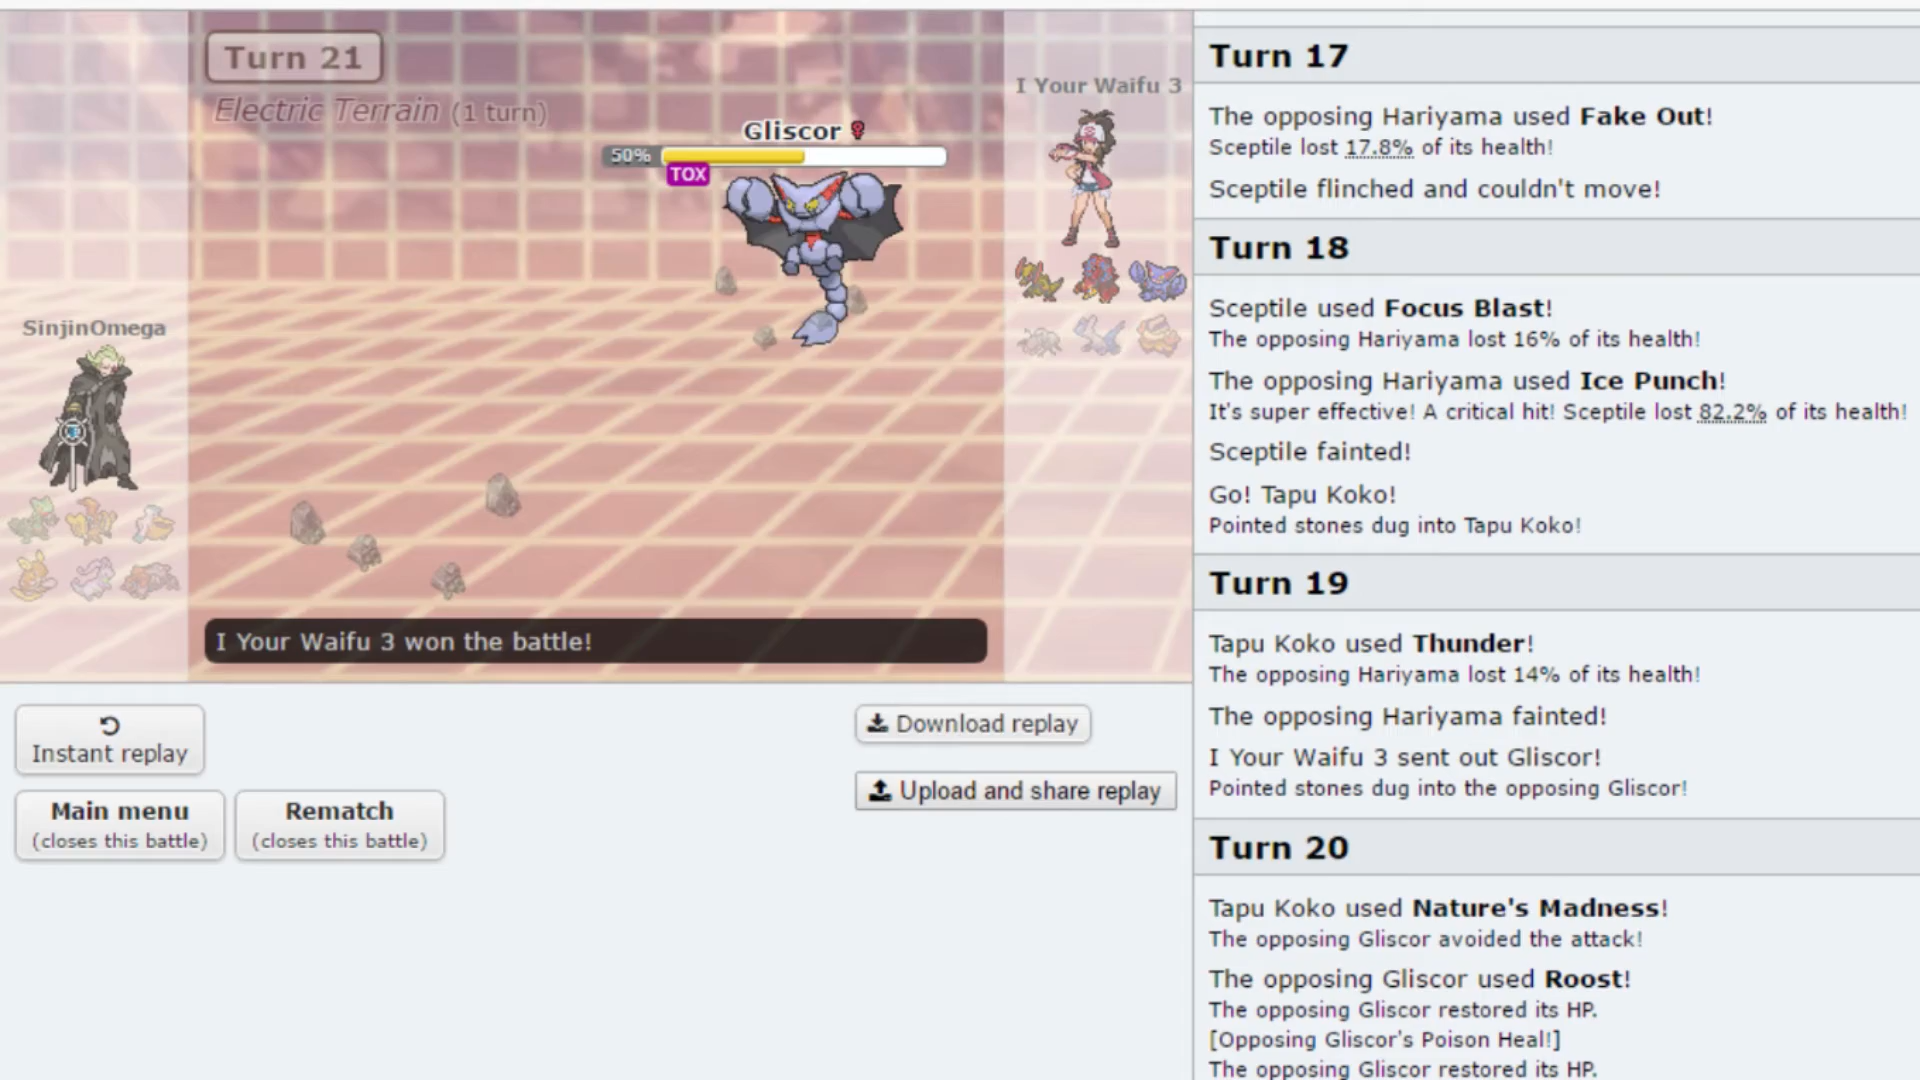 Turn 21
Electric Terrain (1 turn)
Gliscor
50%
TOX
I Your Waifu 3
SinjinOmega
I Your Waifu 3 won the battle!
Instant replay
Download replay
Upload and share replay
Main menu
(closes this battle)
Rematch
(closes this battle)
Turn 17
The opposing Hariyama used Fake Out!
Sceptile lost 17.8% of its health!
Sceptile flinched and couldn't move!
Turn 18
Sceptile used Focus Blast!
The opposing Hariyama lost 16% of its health!
The opposing Hariyama used Ice Punch!
It's super effective! A critical hit! Sceptile lost 82.2% of its health!
Sceptile fainted!
Go! Tapu Koko!
Pointed stones dug into Tapu Koko!
Turn 19
Tapu Koko used Thunder!
The opposing Hariyama lost 14% of its health!
The opposing Hariyama fainted!
I Your Waifu 3 sent out Gliscor!
Pointed stones dug into the opposing Gliscor!
Turn 20
Tapu Koko used Nature's Madness!
The opposing Gliscor avoided the attack!
The opposing Gliscor used Roost!
The opposing Gliscor restored its HP.
[Opposing Gliscor's Poison Heal!]
The opposing Gliscor restored its HP.